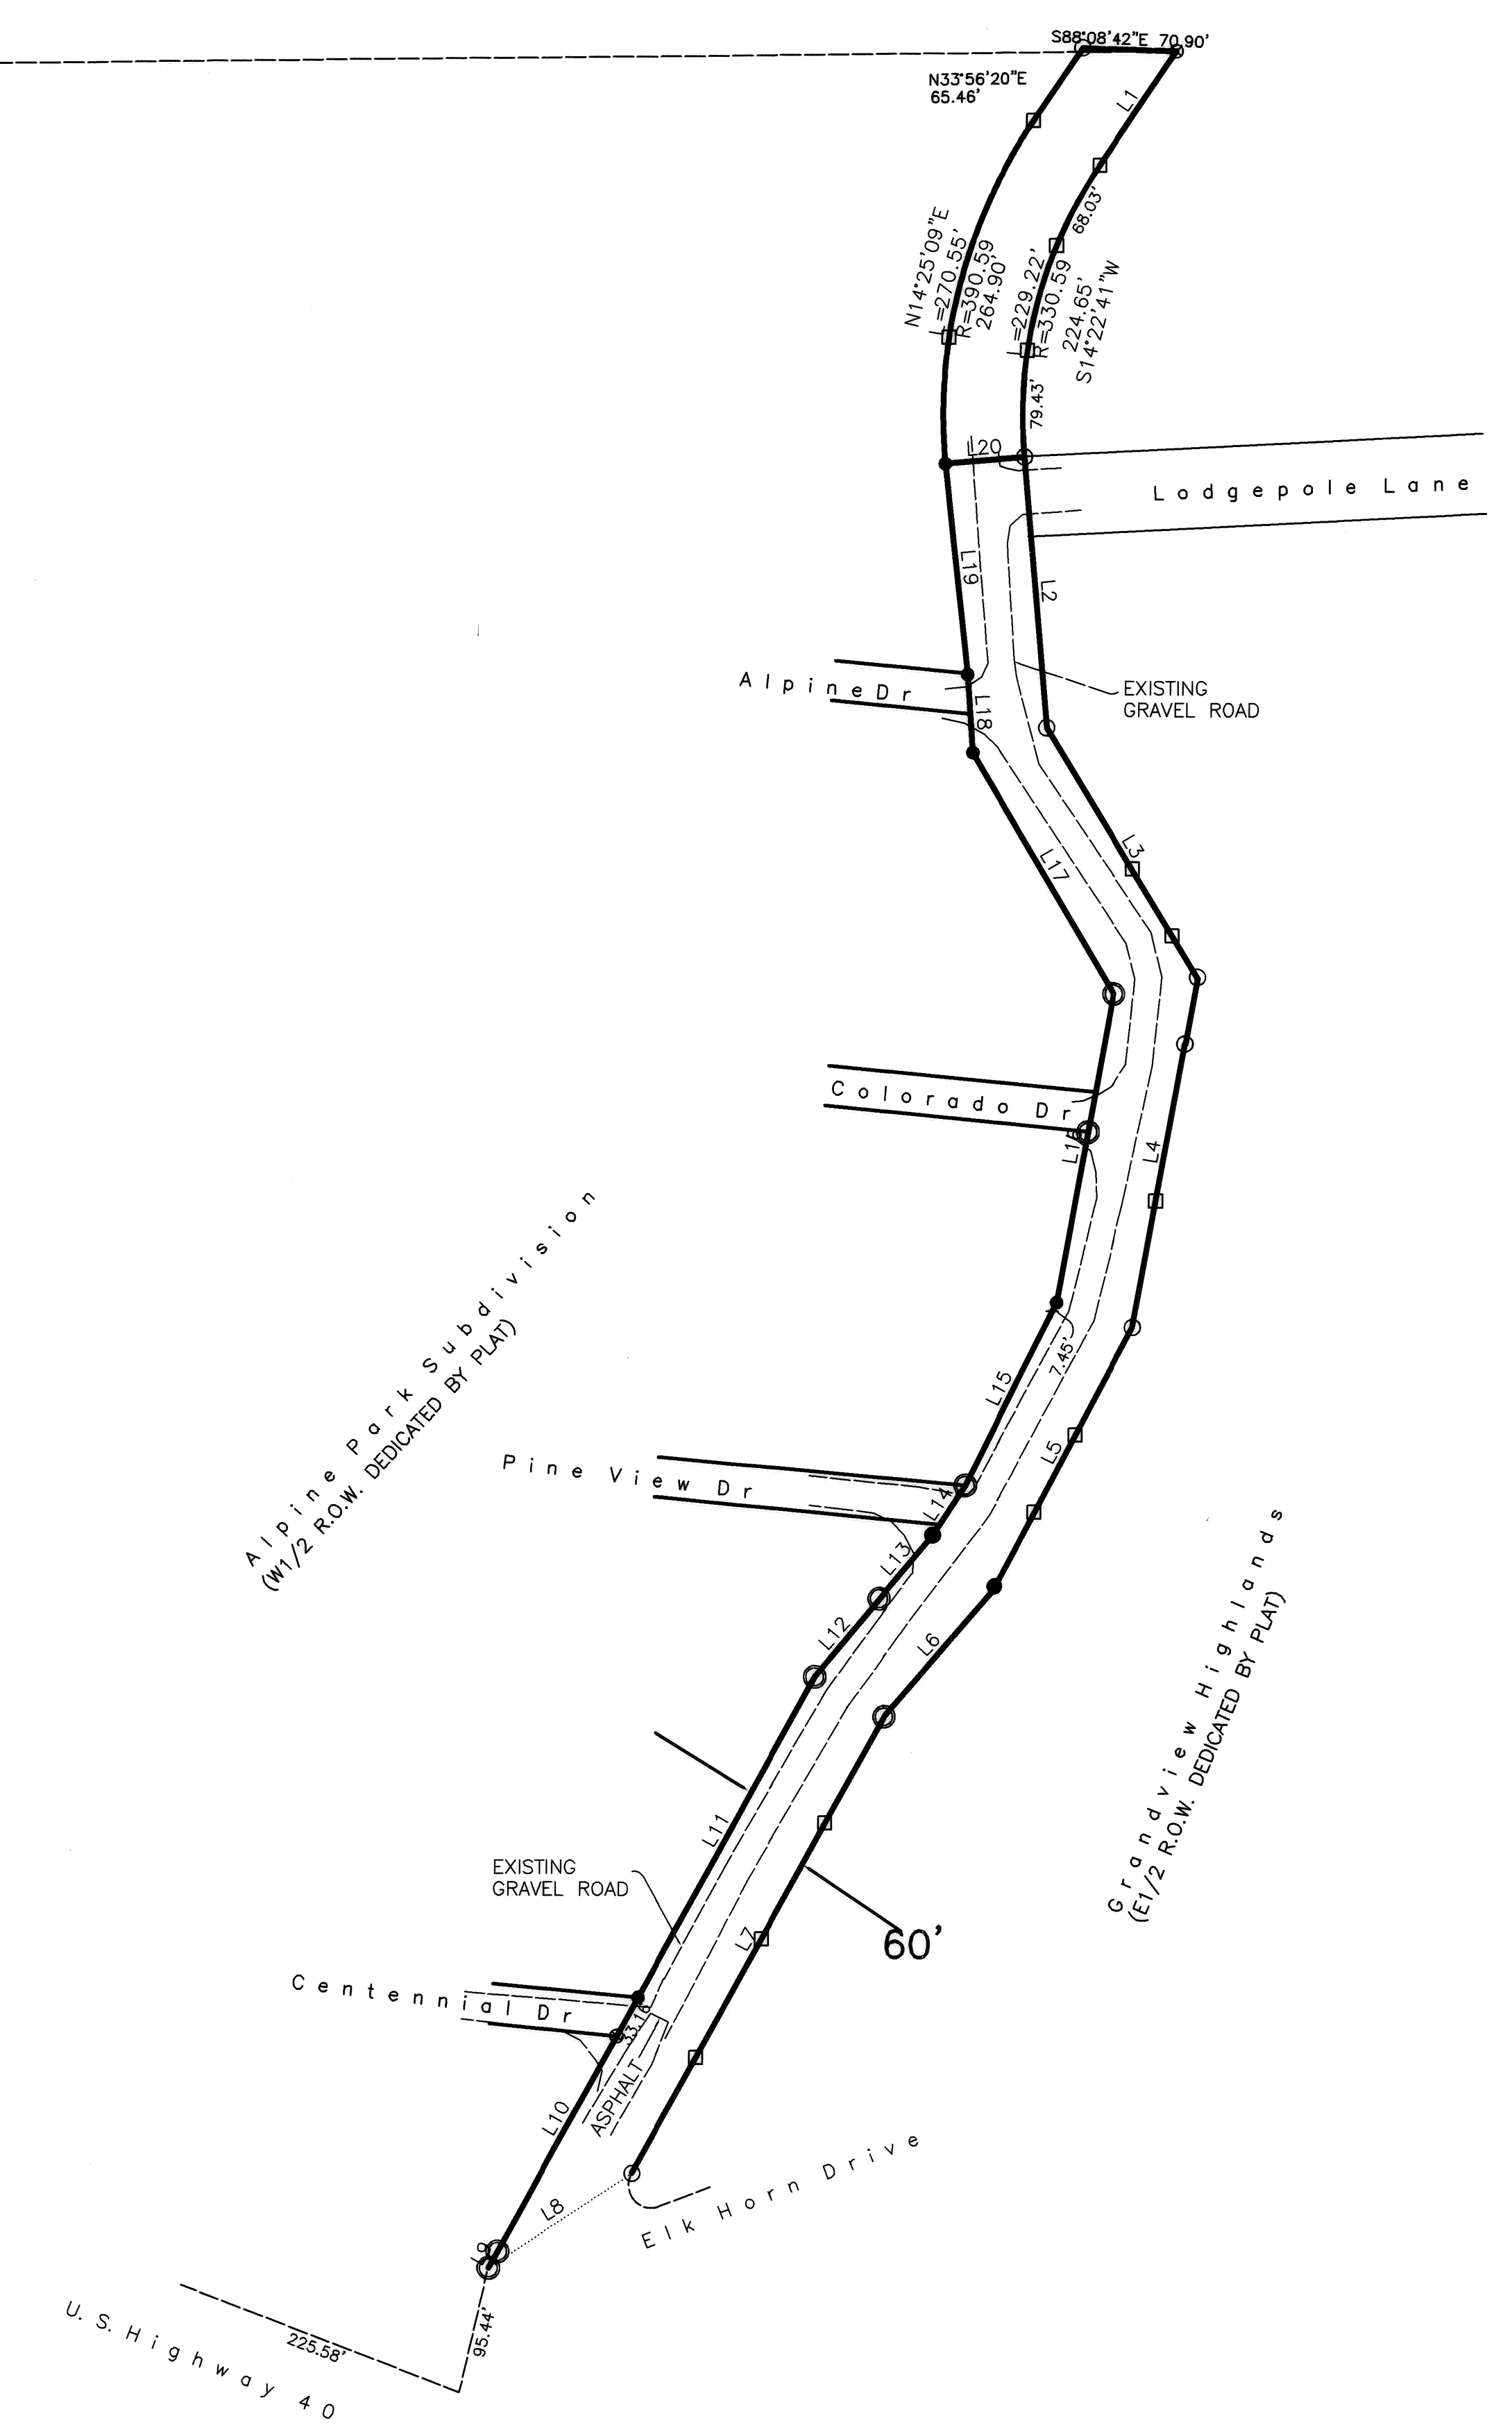 S88°08'42"E 70.90'
N33°56'20"E
65.46'
L1
68.03'
N14°25'09"E
L=270.55'
R=390.59
264.90'
L=229.22'
R=330.59
224.65'
S14°22'41"W
79.43'
L20
Lodgepole Lane
L19
L2
Alpine Dr
L18
EXISTING
GRAVEL ROAD
L3
L17
Colorado Dr
L16
L4
Alpine Park Subdivision
(W1/2 R.O.W. DEDICATED BY PLAT)
7.45'
L15
L5
Pine View Dr
L14
L13
L12
L6
Grandview Highlands
(E1/2 R.O.W. DEDICATED BY PLAT)
L11
EXISTING
GRAVEL ROAD
L7
60'
Centennial Dr
33.16'
ASPHALT
L10
Elk Horn Drive
L8
L9
95.44'
225.58'
U.S. Highway 40